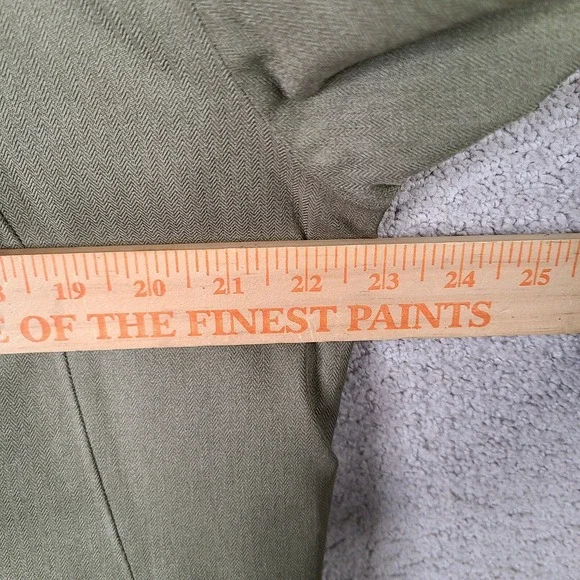 19 20 21 22 23 24 25
OF THE FINEST PAINTS